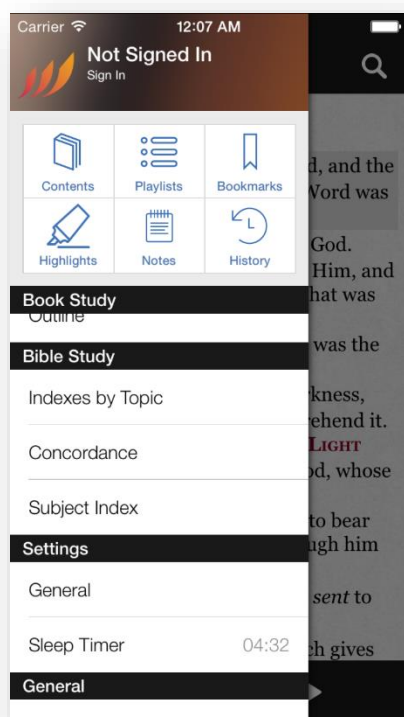 Carrier 12:07 AM
Not Signed In
Sign In
Contents Playlists Bookmarks
Highlights Notes History
Book Study
Outline
Bible Study
Indexes by Topic
Concordance
Subject Index
Settings
General
Sleep Timer 04:32
General
d, and the
Word was
God.
Him, and
hat was
was the
kness,
ehend it.
LIGHT
od, whose
to bear
ugh him
sent to
ch gives